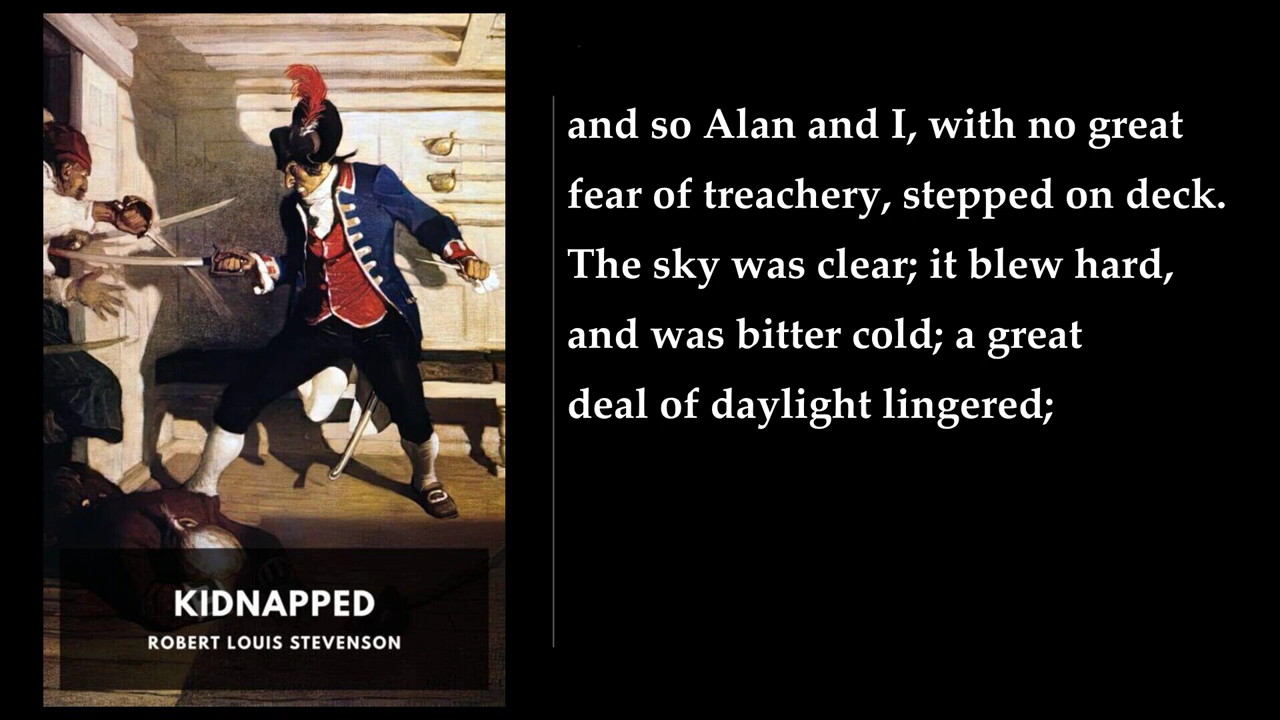 and so Alan and I, with no great
fear of treachery, stepped on deck.
The sky was clear; it blew hard,
and was bitter cold; a great
deal of daylight lingered;
KIDNAPPED
ROBERT LOUIS STEVENSON